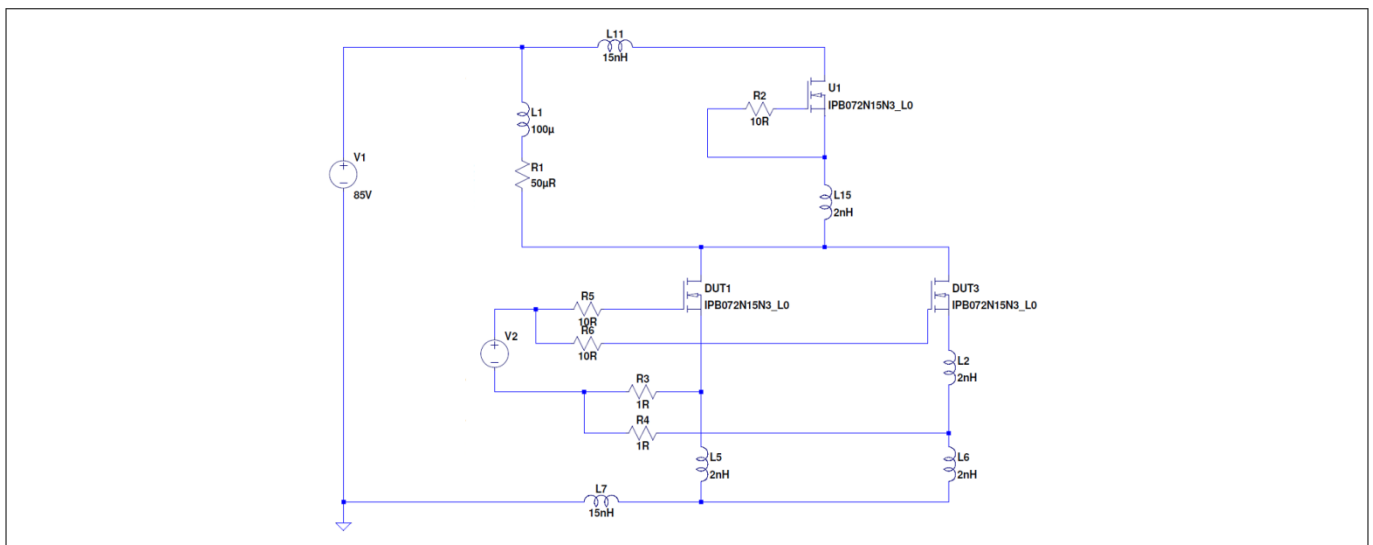 L11
15nH
U1
IPB072N15N3_L0
R2
10R
L1
100µ
V1
85V
R1
50µR
L15
2nH
DUT1
IPB072N15N3_L0
DUT3
IPB072N15N3_L0
R5
10R
R6
10R
V2
L2
2nH
R3
1R
R4
1R
L5
2nH
L6
2nH
L7
15nH